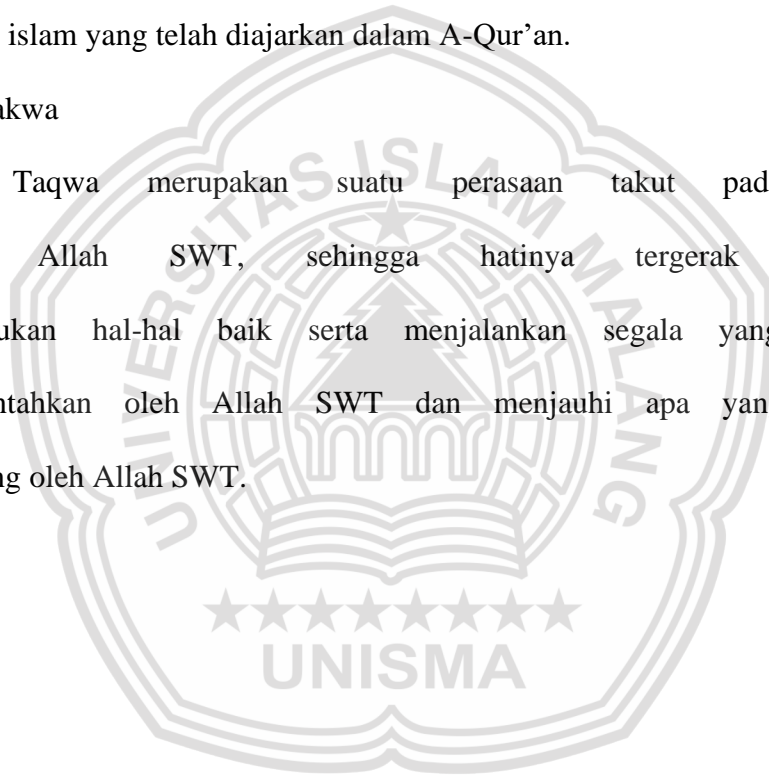 islam yang telah diajarkan dalam A-Qur’an.
akwa
Taqwa merupakan suatu perasaan takut pad
Allah SWT, sehingga hatinya tergerak
ukan hal-hal baik serta menjalankan segala yang
ntahkan oleh Allah SWT dan menjauhi apa yan
ng oleh Allah SWT.
UNIVERSITAS ISLAM MALANG
UNISMA